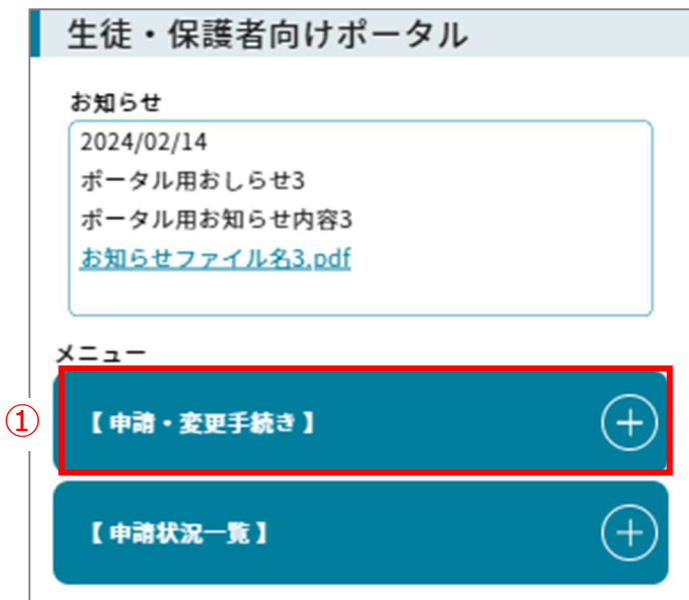 生徒・保護者向けポータル
お知らせ
2024/02/14
ポータル用おしらせ3
ポータル用お知らせ内容3
お知らせファイル名3.pdf
メニュー
①
【 申請・変更手続き 】
【 申請状況一覧 】